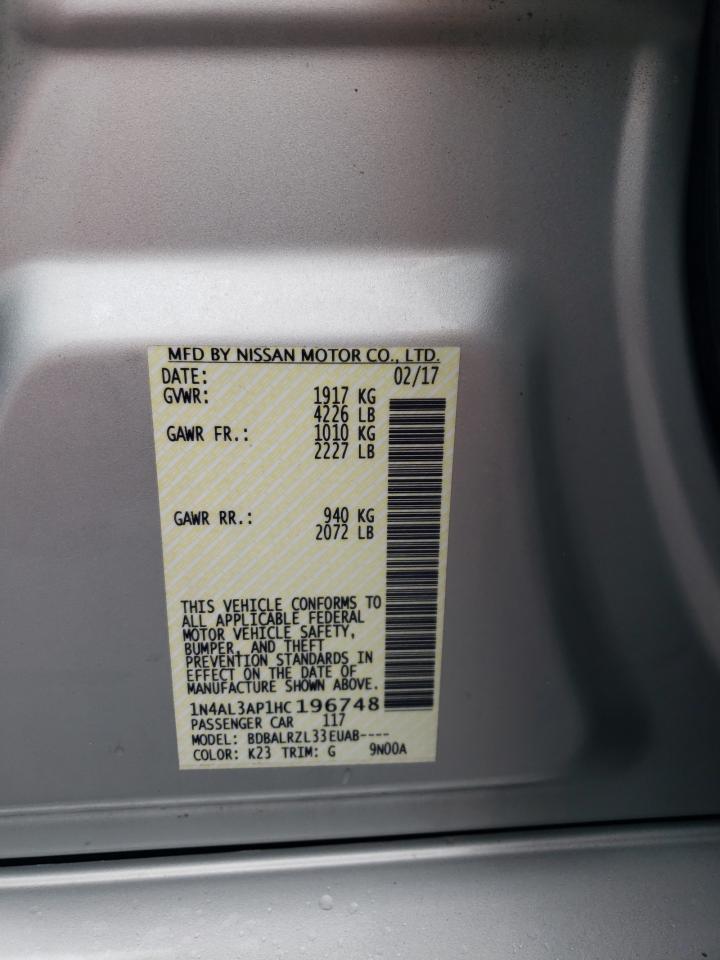 MFD BY NISSAN MOTOR CO., LTD.
DATE: 02/17
GVWR: 1917 KG
4226 LB
GAWR FR.: 1010 KG
2227 LB
GAWR RR.: 940 KG
2072 LB
THIS VEHICLE CONFORMS TO
ALL APPLICABLE FEDERAL
MOTOR VEHICLE SAFETY,
BUMPER, AND THEFT
PREVENTION STANDARDS IN
EFFECT ON THE DATE OF
MANUFACTURE SHOWN ABOVE.
1N4AL3AP1HC196748
PASSENGER CAR 117
MODEL: BDBALRZL33EUAB----
COLOR: K23 TRIM: G 9N00A